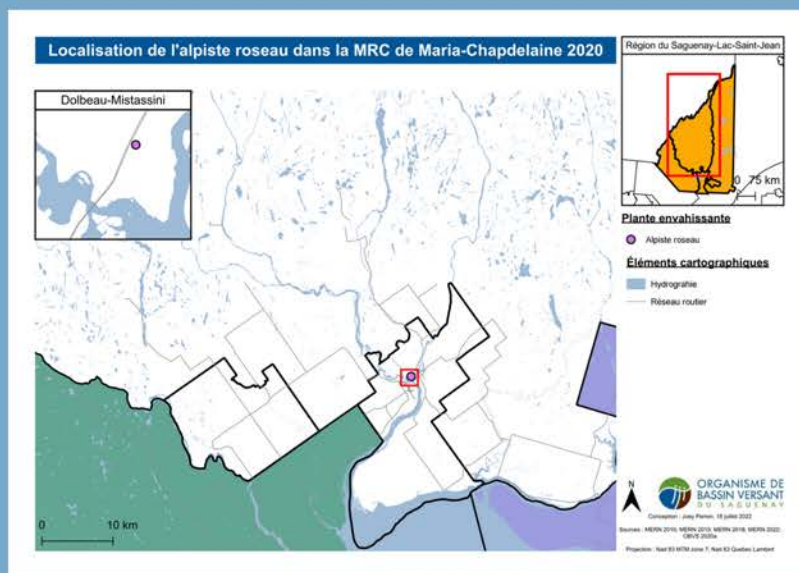 Localisation de l'alpiste roseau dans la MRC de Maria-Chapdelaine 2020
Dolbeau-Mistassini
0 10 km
Région du Saguenay-Lac-Saint-Jean
0 75 km
Plante envahissante
Alpiste roseau
Éléments cartographiques
Hydrograhie
Réseau routier
N
ORGANISME DE
BASSIN VERSANT
DU SAGUENAY
Conception : Joey Perron, 18 juillet 2022
Sources : MERN 2010; MERN 2013; MERN 2018; MERN 2022;
OBVS 2020a
Projection : Nad 83 MTM zone 7, Nad 83 Quebec Lambert